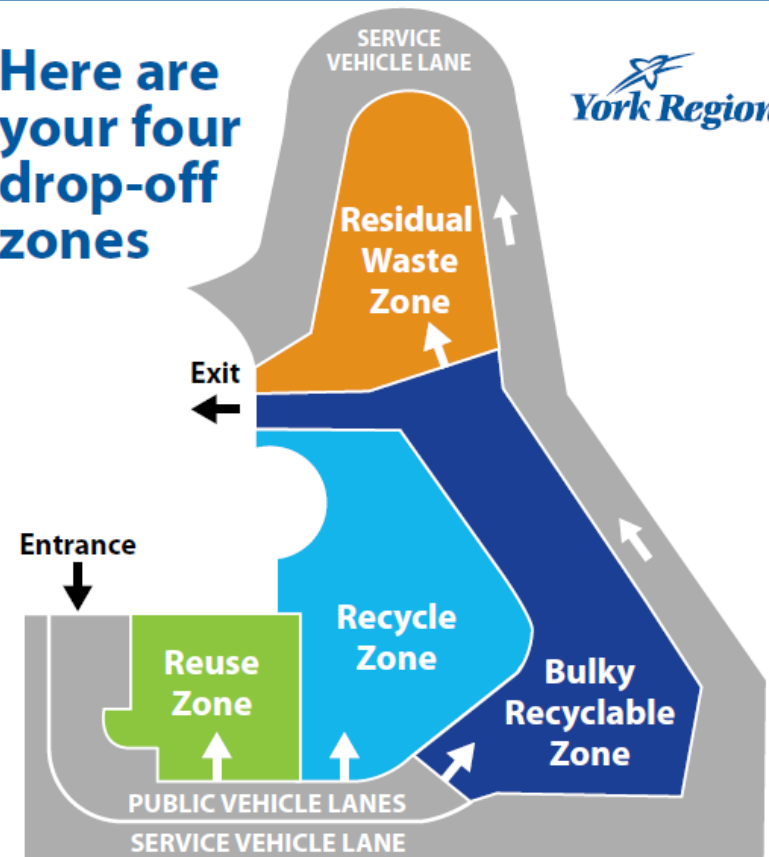 Here are
your four
drop-off
zones
SERVICE
VEHICLE LANE
York Region
Residual
Waste
Zone
Exit
Entrance
Recycle
Zone
Reuse
Zone
Bulky
Recyclable
Zone
PUBLIC VEHICLE LANES
SERVICE VEHICLE LANE